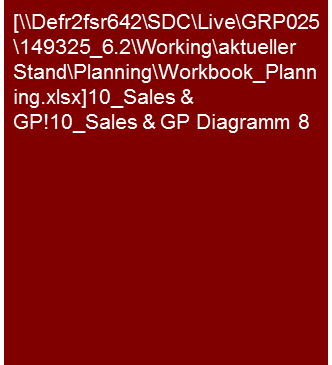 [\\Defr2fsr642\SDC\Live\GRP025
\149325_6.2\Working\aktueller
Stand\Planning\Workbook_Plann
ing.xlsx]10_Sales &
GP!10_Sales & GP Diagramm 8